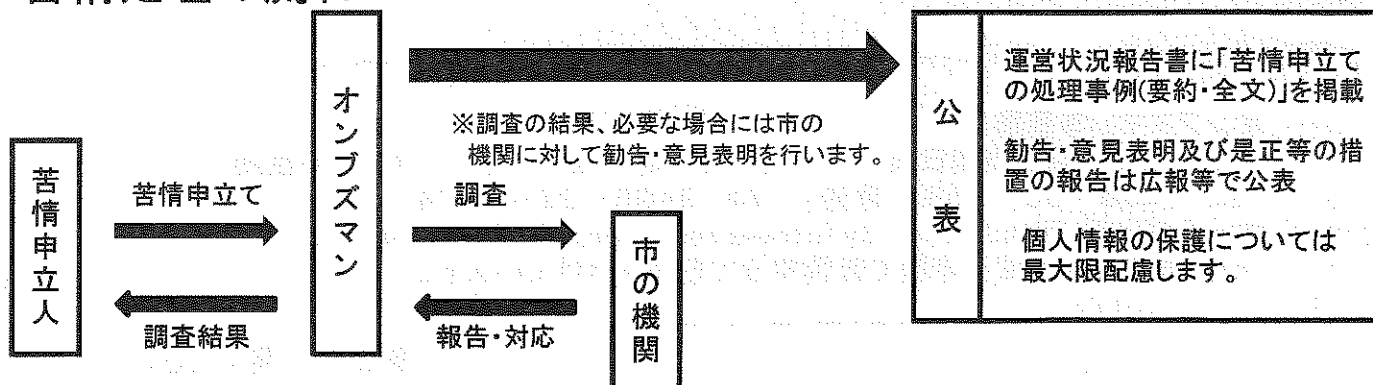 苦情申立人
苦情申立て
調査結果
オンブズマン
※調査の結果、必要な場合には市の
機関に対して勧告・意見表明を行います。
調査
報告・対応
市の機関
公表
運営状況報告書に「苦情申立て
の処理事例(要約・全文)」を掲載
勧告・意見表明及び是正等の措
置の報告は広報等で公表
個人情報の保護については
最大限配慮します。